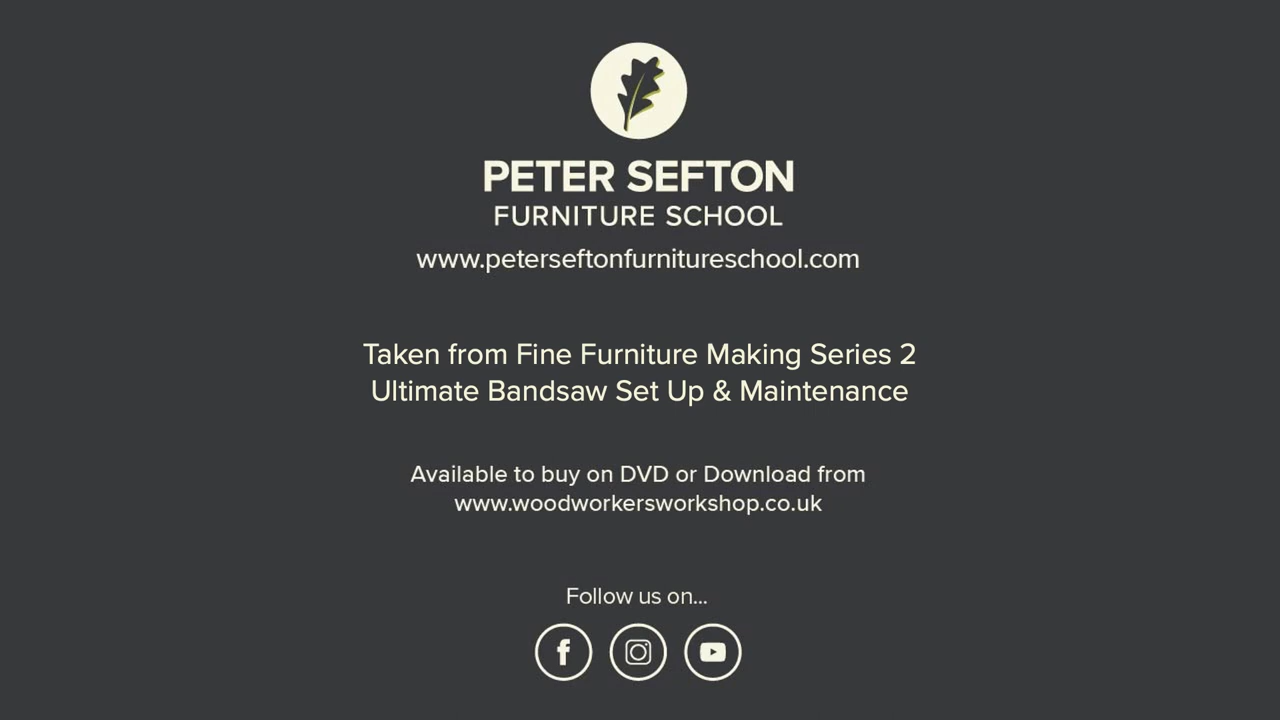 PETER SEFTON
FURNITURE SCHOOL
www.peterseftonfurnitureschool.com
Taken from Fine Furniture Making Series 2
Ultimate Bandsaw Set Up & Maintenance
Available to buy on DVD or Download from
www.woodworkersworkshop.co.uk
Follow us on...